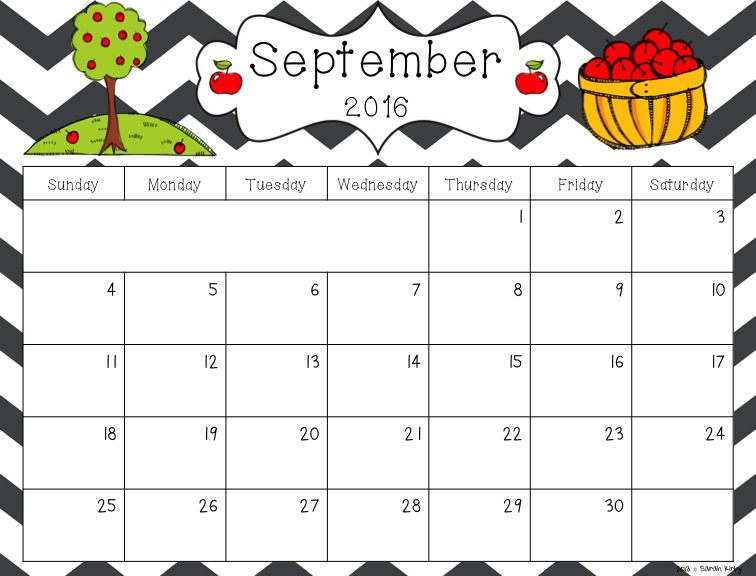 September
2016
Sunday Monday Tuesday Wednesday Thursday Friday Saturday
1 2 3
4 5 6 7 8 9 10
11 12 13 14 15 16 17
18 19 20 21 22 23 24
25 26 27 28 29 30
© Sarah Kirby